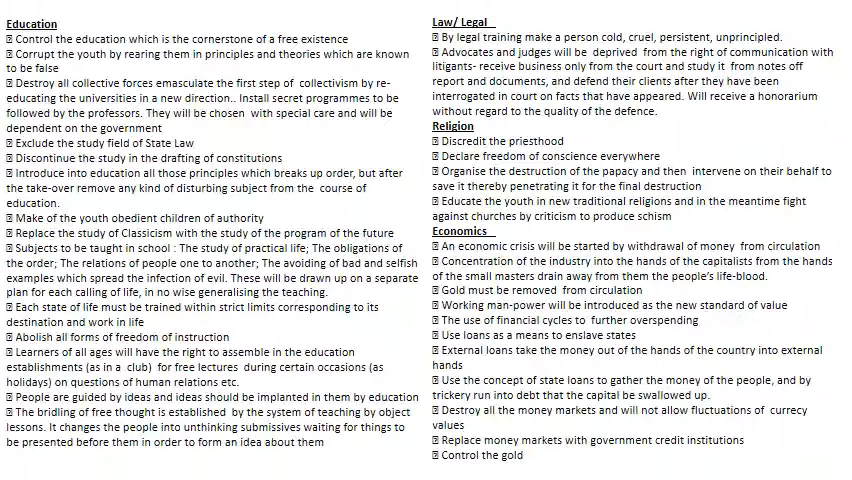 Education
⍰ Control the education which is the cornerstone of a free existence
⍰ Corrupt the youth by rearing them in principles and theories which are known
to be false
⍰ Destroy all collective forces emasculate the first step of  collectivism by re-
educating the universities in a new direction.. Install secret programmes to be
followed by the professors. They will be chosen  with special care and will be
dependent on the government
⍰ Exclude the study field of State Law
⍰ Discontinue the study in the drafting of constitutions
⍰ Introduce into education all those principles which breaks up order, but after
the take-over remove any kind of disturbing subject from the  course of
education.
⍰ Make of the youth obedient children of authority
⍰ Replace the study of Classicism with the study of the program of the future
⍰ Subjects to be taught in school : The study of practical life; The obligations of
the order; The relations of people one to another; The avoiding of bad and selfish
examples which spread the infection of evil. These will be drawn up on a separate
plan for each calling of life, in no wise generalising the teaching.
⍰ Each state of life must be trained within strict limits corresponding to its
destination and work in life
⍰ Abolish all forms of freedom of instruction
⍰ Learners of all ages will have the right to assemble in the education
establishments (as in a  club)  for free lectures  during certain occasions (as
holidays) on questions of human relations etc.
⍰ People are guided by ideas and ideas should be implanted in them by education
⍰ The bridling of free thought is established  by the system of teaching by object
lessons. It changes the people into unthinking submissives waiting for things to
be presented before them in order to form an idea about them
Law/ Legal
⍰ By legal training make a person cold, cruel, persistent, unprincipled.
⍰ Advocates and judges will be  deprived  from the right of communication with
litigants- receive business only from the court and study it  from notes off
report and documents, and defend their clients after they have been
interrogated in court on facts that have appeared. Will receive a honorarium
without regard to the quality of the defence.
Religion
⍰ Discredit the priesthood
⍰ Declare freedom of conscience everywhere
⍰ Organise the destruction of the papacy and then  intervene on their behalf to
save it thereby penetrating it for the final destruction
⍰ Educate the youth in new traditional religions and in the meantime fight
against churches by criticism to produce schism
Economics
⍰ An economic crisis will be started by withdrawal of money  from circulation
⍰ Concentration of the industry into the hands of the capitalists from the hands
of the small masters drain away from them the people's life-blood.
⍰ Gold must be removed  from circulation
⍰ Working man-power will be introduced as the new standard of value
⍰ The use of financial cycles to  further overspending
⍰ Use loans as a means to enslave states
⍰ External loans take the money out of the hands of the country into external
hands
⍰ Use the concept of state loans to gather the money of the people, and by
trickery run into debt that the capital be swallowed up.
⍰ Destroy all the money markets and will not allow fluctuations of  currecy
values
⍰ Replace money markets with government credit institutions
⍰ Control the gold